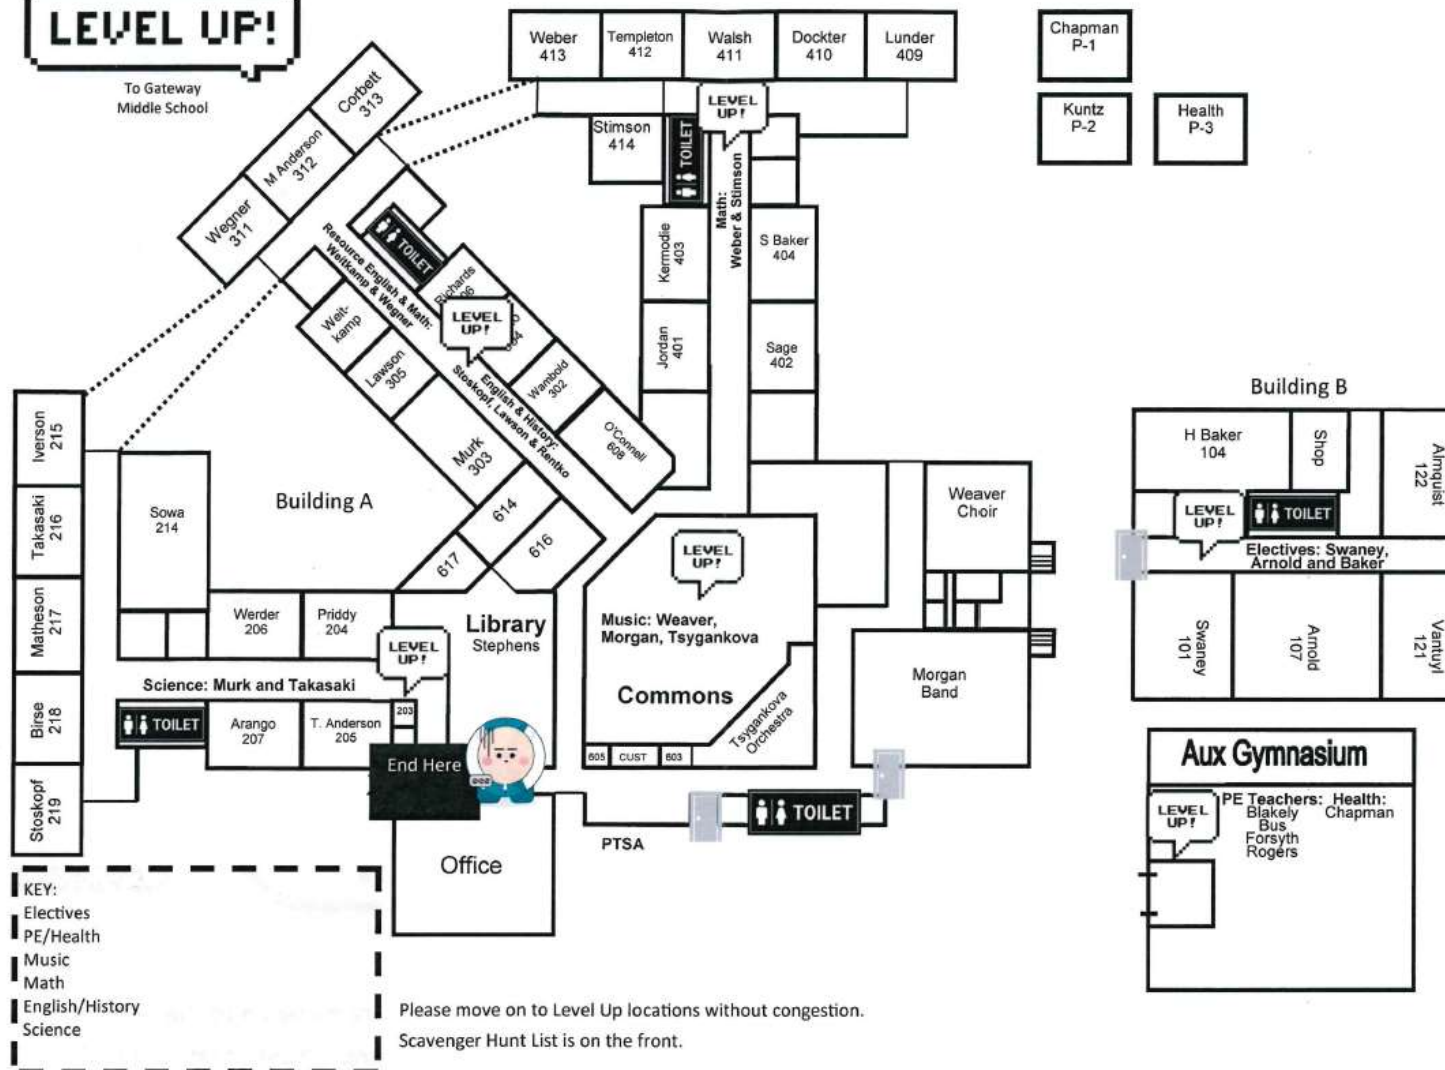 LEVEL UP!
To Gateway
Middle School
Corbett
313
M Anderson
312
Wegner
311
Weber
413
Templeton
412
Walsh
411
Dockter
410
Lunder
409
Chapman
P-1
Kuntz
P-2
Health
P-3
LEVEL
UP!
Stimson
414
TOILET
Math:
Weber & Stimson
Kermodie
403
S Baker
404
Jordan
401
Sage
402
TOILET
Resource English & Math:
Weitkamp & Wegner
Richards
LEVEL
UP!
Wambold
302
O'Connell
608
English & History:
Stoskopf, Lawson & Rentko
Weit-
kamp
Lawson
305
Murk
303
614
616
617
Building A
Iverson
215
Takasaki
216
Matheson
217
Birse
218
Stoskopf
219
Sowa
214
Werder
206
Priddy
204
LEVEL
UP!
Library
Stephens
Science: Murk and Takasaki
TOILET
Arango
207
T. Anderson
205
203
End Here
Office
LEVEL
UP!
Music: Weaver,
Morgan, Tsygankova
Commons
Tsygankova
Orchestra
605
CUST
603
PTSA
TOILET
Weaver
Choir
Morgan
Band
Building B
H Baker
104
Shop
Almquist
122
LEVEL
UP!
TOILET
Electives: Swaney,
Arnold and Baker
Swaney
101
Arnold
107
Vantuyl
121
Aux Gymnasium
LEVEL
UP!
PE Teachers: Health:
Blakely Chapman
Bus
Forsyth
Rogers
KEY:
Electives
PE/Health
Music
Math
English/History
Science
Please move on to Level Up locations without congestion.
Scavenger Hunt List is on the front.